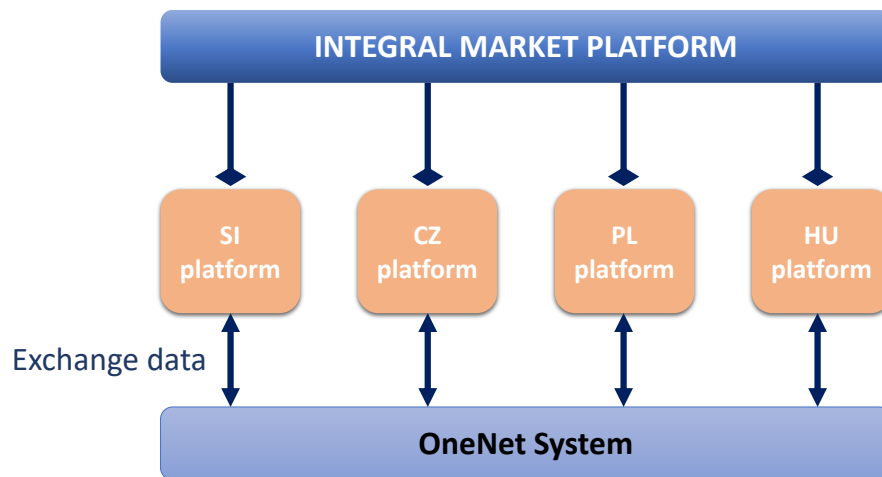 INTEGRAL MARKET PLATFORM
SI
platform
CZ
platform
PL
platform
HU
platform
Exchange data
OneNet System